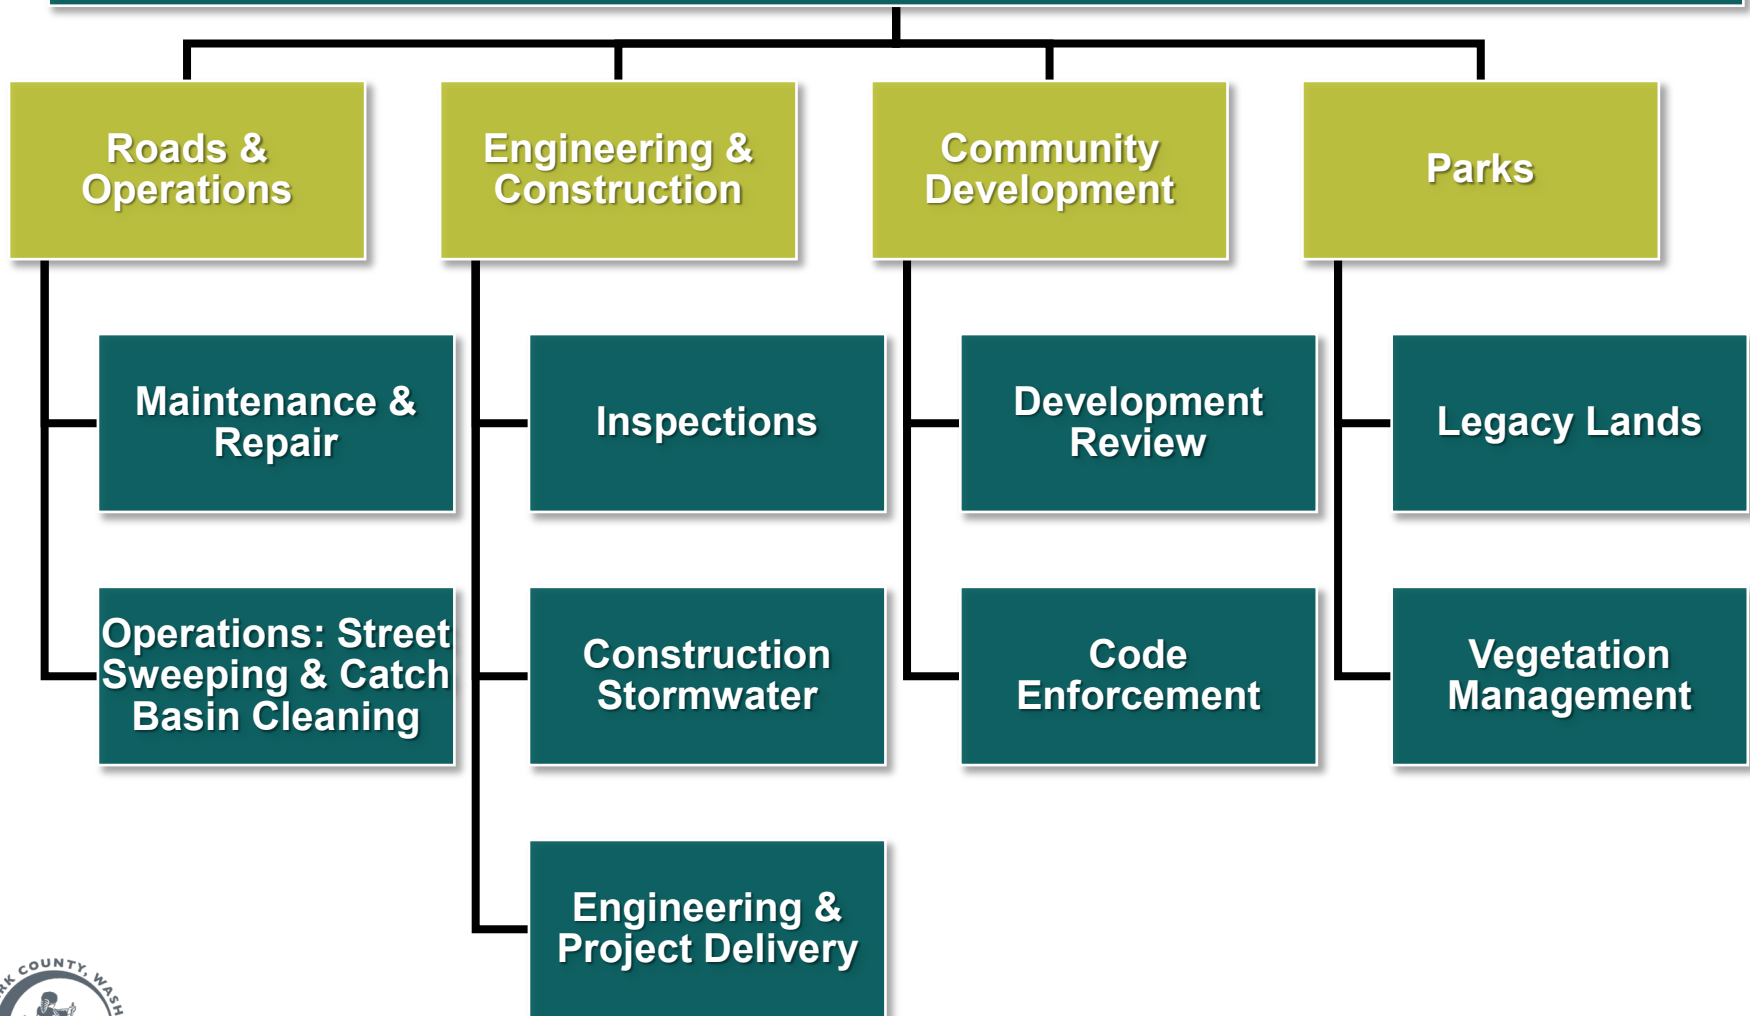 Roads &
Operations
Engineering &
Construction
Community
Development
Parks
Maintenance &
Repair
Inspections
Development
Review
Legacy Lands
Operations: Street
Sweeping & Catch
Basin Cleaning
Construction
Stormwater
Code
Enforcement
Vegetation
Management
Engineering &
Project Delivery
COUNTY,